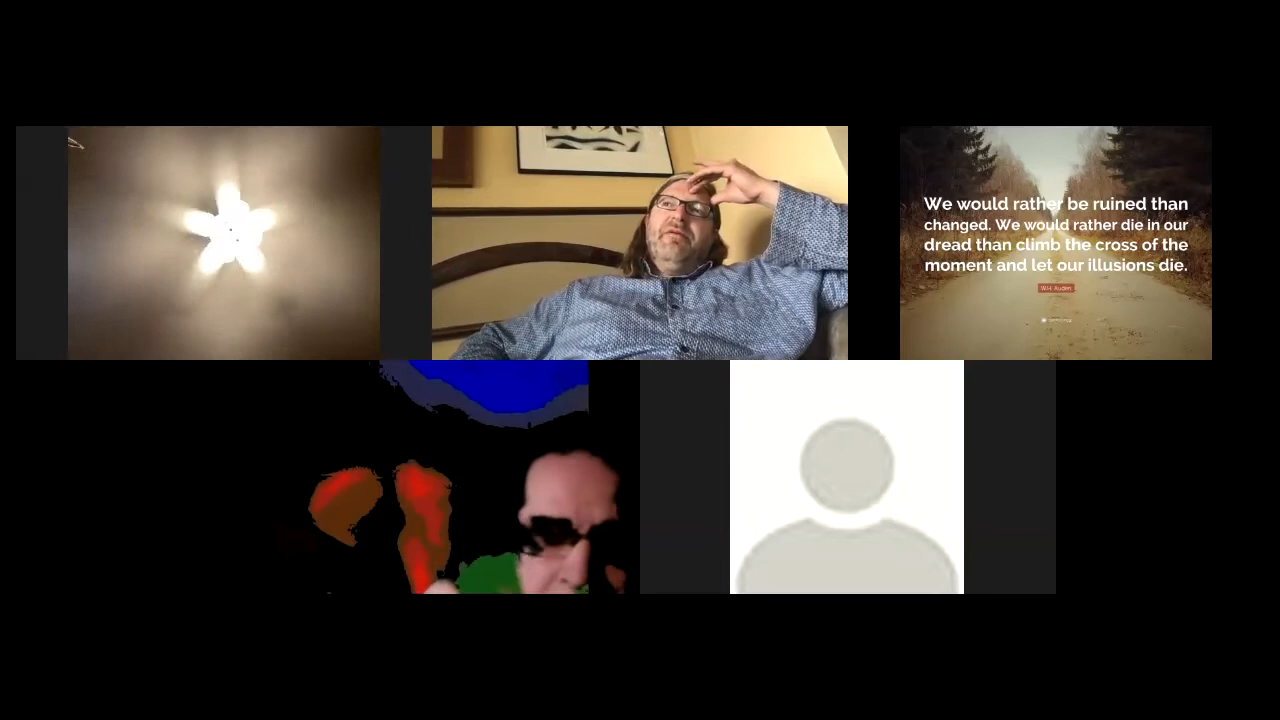 We would rather be ruined than
changed. We would rather die in our
dread than climb the cross of the
moment and let our illusions die.
W.H. Auden